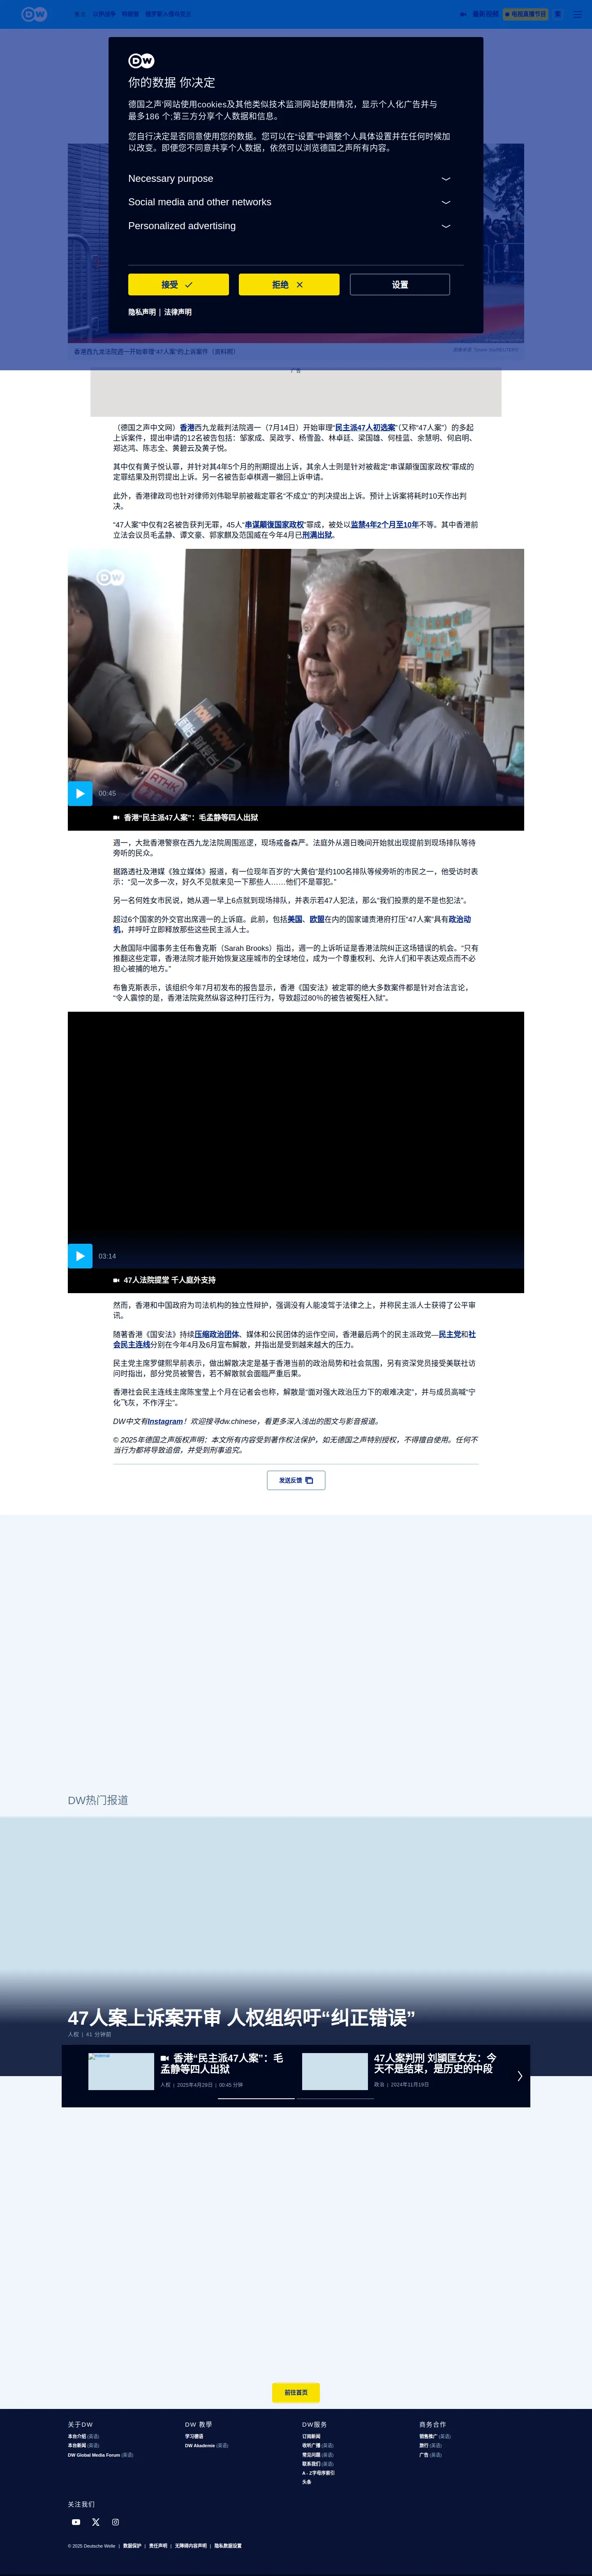 以伊战争
特朗普
俄罗斯入侵乌克兰
最新视频
电视直播节目
DW
你的数据 你决定
德国之声'网站使用cookies及其他类似技术监测网站使用情况，显示个人化广告并与
最多186 个;第三方分享个人数据和信息。
您自行决定是否同意使用您的数据。您可以在“设置”中调整个人具体设置并在任何时候加
以改变。即便您不同意共享个人数据，依然可以浏览德国之声所有内容。
Necessary purpose
Social media and other networks
Personalized advertising
接受
拒绝
设置
隐私声明 | 法律声明
香港西九龙法院週一开始审理“47人案”的上诉案件（资料照）
广告
（德国之声中文网）香港西九龙裁判法院週一（7月14日）开始审理“民主派47人初选案”（又称“47人案”）的多起
上诉案件，提出申请的12名被告包括：邹家成、吴政亨、杨雪盈、林卓廷、梁国雄、何桂蓝、余慧明、何启明、
郑达鸿、陈志全、黄碧云及黄子悦。
其中仅有黄子悦认罪，并针对其4年5个月的刑期提出上诉，其余人士则是针对被裁定“串谋颠復国家政权”罪成的
定罪结果及刑罚提出上诉。另一名被告彭卓棋週一撤回上诉申请。
此外，香港律政司也针对律师刘伟聪早前被裁定罪名“不成立”的判决提出上诉。预计上诉案将耗时10天作出判
决。
“47人案”中仅有2名被告获判无罪，45人“串谋颠復国家政权”罪成，被处以监禁4年2个月至10年不等。其中香港前
立法会议员毛孟静、谭文豪、郭家麒及范国威在今年4月已刑满出狱。
DW
now
RTHK
00:45
香港“民主派47人案”：毛孟静等四人出狱
週一，大批香港警察在西九龙法院周围巡逻，现场戒备森严。法庭外从週日晚间开始就出现提前到现场排队等待
旁听的民众。
据路透社及港媒《独立媒体》报道，有一位现年百岁的“大黄伯”是约100名排队等候旁听的市民之一，他受访时表
示：“见一次多一次，好久不见就来见一下那些人……他们不是罪犯。”
另一名何姓女市民说，她从週一早上6点就到现场排队，并表示若47人犯法，那么“我们投票的是不是也犯法”。
超过6个国家的外交官出席週一的上诉庭。此前，包括美国、欧盟在内的国家谴责港府打压“47人案”具有政治动
机，并呼吁立即释放那些这些民主派人士。
大赦国际中國事务主任布鲁克斯（Sarah Brooks）指出，週一的上诉听证是香港法院纠正这场错误的机会。“只有
推翻这些定罪，香港法院才能开始恢复这座城市的全球地位，成为一个尊重权利、允许人们和平表达观点而不必
担心被捕的地方。”
布鲁克斯表示，该组织今年7月初发布的报告显示，香港《国安法》被定罪的绝大多数案件都是针对合法言论，
“令人震惊的是，香港法院竟然纵容这种打压行为，导致超过80%的被告被冤枉入狱”。
03:14
47人法院提堂 千人庭外支持
然而，香港和中国政府为司法机构的独立性辩护，强调没有人能凌驾于法律之上，并称民主派人士获得了公平审
讯。
随著香港《国安法》持续压缩政治团体、媒体和公民团体的运作空间，香港最后两个的民主派政党—民主党和社
会民主连线分别在今年4月及6月宣布解散，并指出是受到越来越大的压力。
民主党主席罗健熙早前表示，做出解散决定是基于香港当前的政治局势和社会氛围，另有资深党员接受美联社访
问时指出，部分党员被警告，若不解散就会面临严重后果。
香港社会民主连线主席陈宝莹上个月在记者会也称，解散是“面对强大政治压力下的艰难决定”，并与成员高喊“宁
化飞灰，不作浮尘”。
DW中文有Instagram！欢迎搜寻dw.chinese，看更多深入浅出的图文与影音报道。
© 2025年德国之声版权声明：本文所有内容受到著作权法保护，如无德国之声特别授权，不得擅自使用。任何不
当行为都将导致追偿，并受到刑事追究。
发送反馈
DW热门报道
47人案上诉案开审 人权组织吁“纠正错误”
人权 | 41 分钟前
香港“民主派47人案”：毛
孟静等四人出狱
人权 | 2025年4月29日 | 00:45 分钟
47人案判刑 刘颕匡女友：今
天不是结束，是历史的中段
政治 | 2024年11月19日
前往首页
关于DW
本台介绍 (英语)
本台新闻 (英语)
DW Global Media Forum (英语)
DW 教學
学习德语
DW Akademie (英语)
DW服务
订阅新闻
收听广播 (英语)
常见问题 (英语)
联系我们 (英语)
A - Z字母序索引
头条
商务合作
销售推广 (英语)
旅行 (英语)
广告 (英语)
关注我们
© 2025 Deutsche Welle | 数据保护 | 责任声明 | 无障碍内容声明 | 隐私数据设置